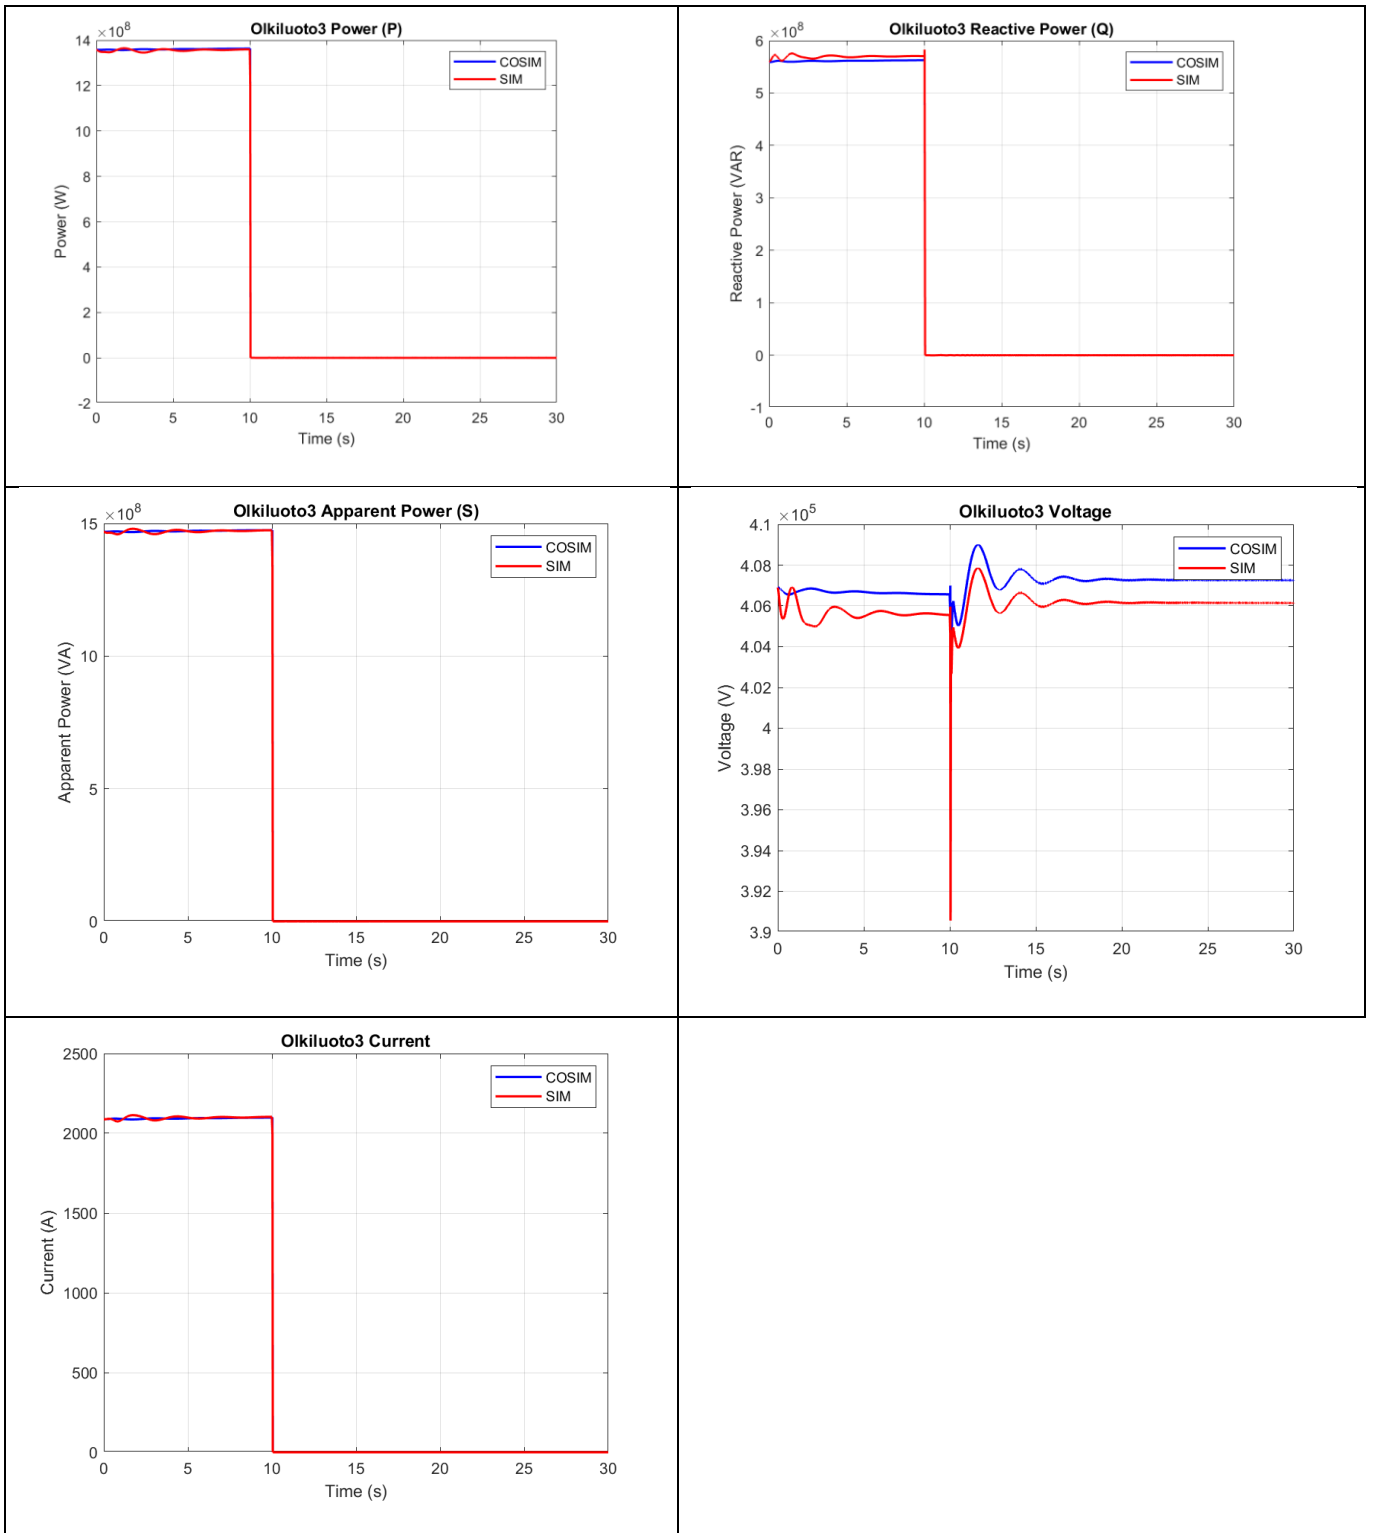 Olkiluoto3 Power (P)
×10^8
14
12
10
8
6
4
2
0
-2
Power (W)
COSIM
SIM
0 5 10 15 20 25 30
Time (s)
Olkiluoto3 Reactive Power (Q)
×10^8
6
5
4
3
2
1
0
-1
Reactive Power (VAR)
COSIM
SIM
0 5 10 15 20 25 30
Time (s)
Olkiluoto3 Apparent Power (S)
×10^8
15
10
5
0
Apparent Power (VA)
COSIM
SIM
0 5 10 15 20 25 30
Time (s)
Olkiluoto3 Voltage
×10^5
4.1
4.08
4.06
4.04
4.02
4
3.98
3.96
3.94
3.92
3.9
Voltage (V)
COSIM
SIM
0 5 10 15 20 25 30
Time (s)
Olkiluoto3 Current
2500
2000
1500
1000
500
0
Current (A)
COSIM
SIM
0 5 10 15 20 25 30
Time (s)